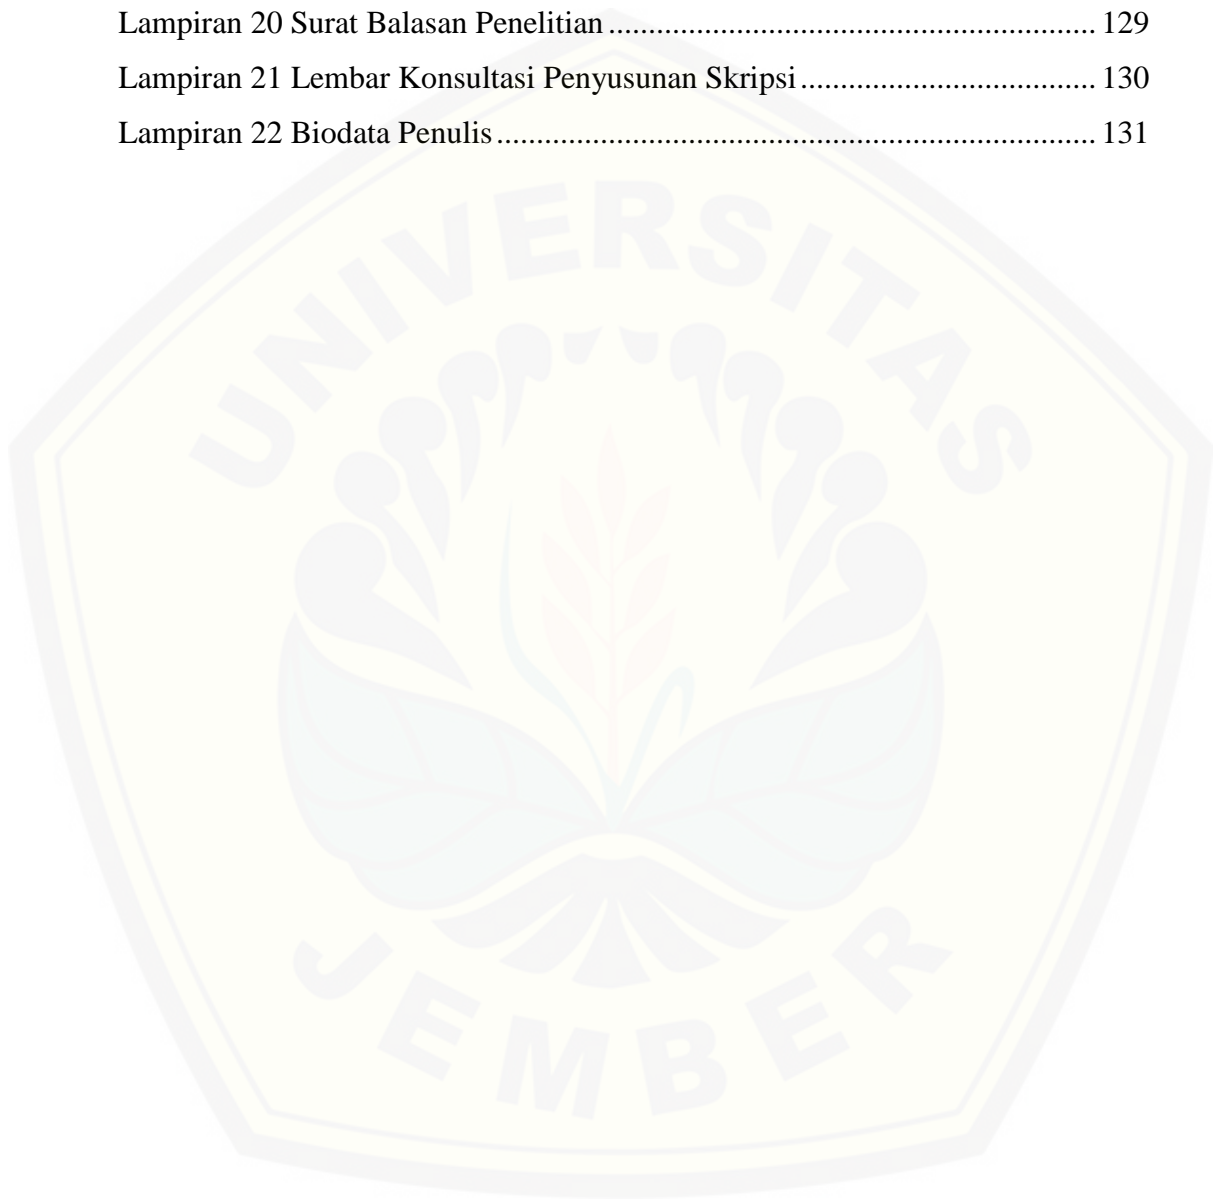 Lampiran 20 Surat Balasan Penelitian ............................................................. 129
Lampiran 21 Lembar Konsultasi Penyusunan Skripsi ..................................... 130
Lampiran 22 Biodata Penulis ........................................................................... 131
UNIVERSITAS
JEMBER